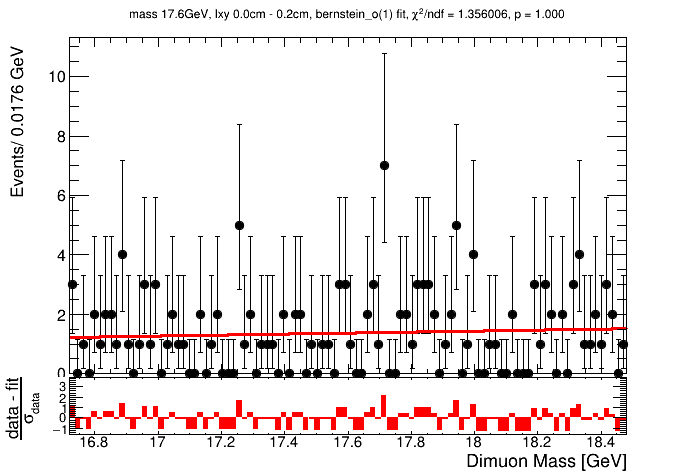 mass 17.6GeV, lxy 0.0cm - 0.2cm, bernstein_o(1) fit, χ²/ndf = 1.356006, p = 1.000
Events/ 0.0176 GeV
10
8
6
4
2
0
data - fit
σdata
3
2
1
0
−1
16.8 17 17.2 17.4 17.6 17.8 18 18.2 18.4
Dimuon Mass [GeV]